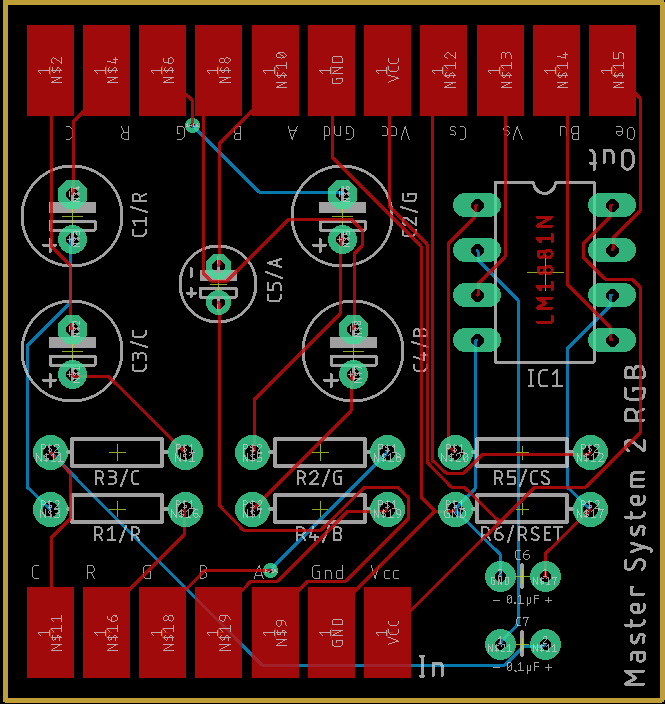 1 1 1 1 1 1 1 1 1 1 1
N$2 N$4 N$6 N$8 N$10 GND VCC N$12 N$13 N$14 N$15
C R G B A Gnd Vcc Cs Vs Bu Oe
Out
C1/R
C2/G
C5/A
LM1881N
C3/C
C4/B
IC1
R3/C R2/G R5/CS
R1/R R4/B R6/RSET
C6
- 0.1µF +
C7
- 0.1µF +
C R G B A Gnd Vcc
1 1 1 1 1 1 1
N$11 N$16 N$18 N$19 N$9 GND VCC
In
Master System 2 RGB